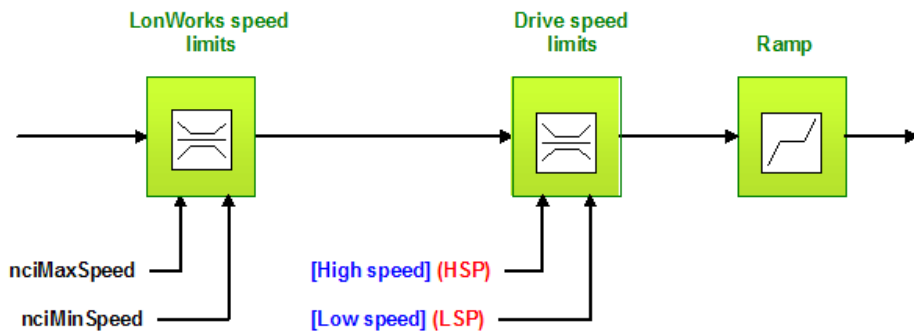 LonWorks speed
limits
Drive speed
limits
Ramp
nciMaxSpeed
[High speed] (HSP)
nciMinSpeed
[Low speed] (LSP)